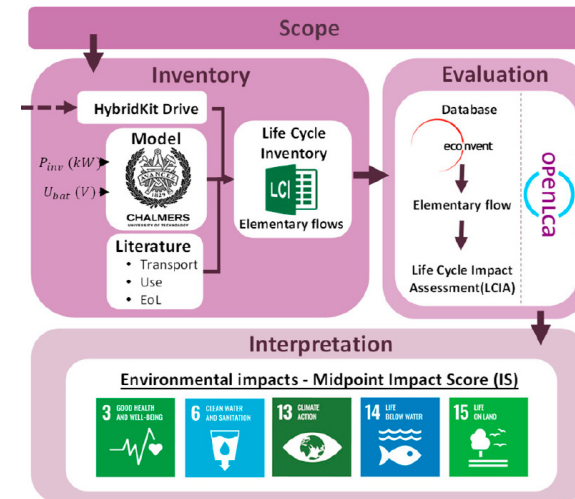 Scope
Inventory
HybridKit Drive
Model
P_inv (kW)
U_bat (V)
AVANCEZ
1829
CHALMERS
UNIVERSITY OF TECHNOLOGY
Literature
• Transport
• Use
• EoL
Life Cycle
Inventory
LCI
Elementary flows
Evaluation
Database
ecoinvent
Elementary flow
Life Cycle Impact
Assessment(LCIA)
openLca
Interpretation
Environmental impacts - Midpoint Impact Score (IS)
3 GOOD HEALTH
AND WELL-BEING
6 CLEAN WATER
AND SANITATION
13 CLIMATE
ACTION
14 LIFE
BELOW WATER
15 LIFE
ON LAND